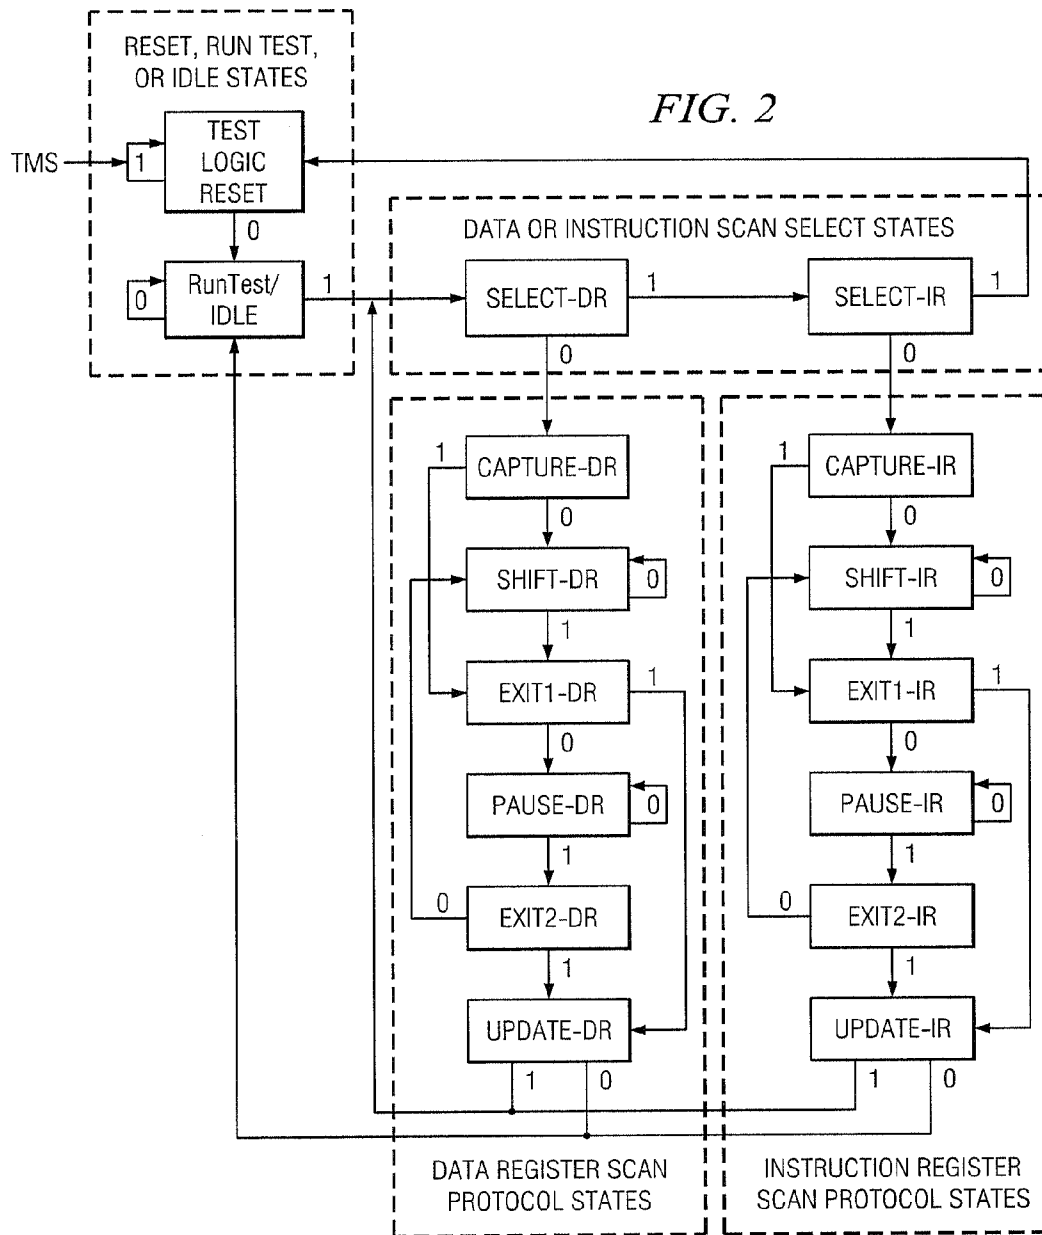 RESET, RUN TEST,
OR IDLE STATES
FIG. 2
TMS
1
TEST
LOGIC
RESET
0
DATA OR INSTRUCTION SCAN SELECT STATES
0
RunTest/
IDLE
1
SELECT-DR
1
SELECT-IR
1
0
0
1
CAPTURE-DR
0
1
CAPTURE-IR
0
SHIFT-DR
0
1
SHIFT-IR
0
1
EXIT1-DR
1
0
EXIT1-IR
1
0
PAUSE-DR
0
1
PAUSE-IR
0
1
0
EXIT2-DR
1
0
EXIT2-IR
1
UPDATE-DR
1
0
UPDATE-IR
1
0
DATA REGISTER SCAN
PROTOCOL STATES
INSTRUCTION REGISTER
SCAN PROTOCOL STATES